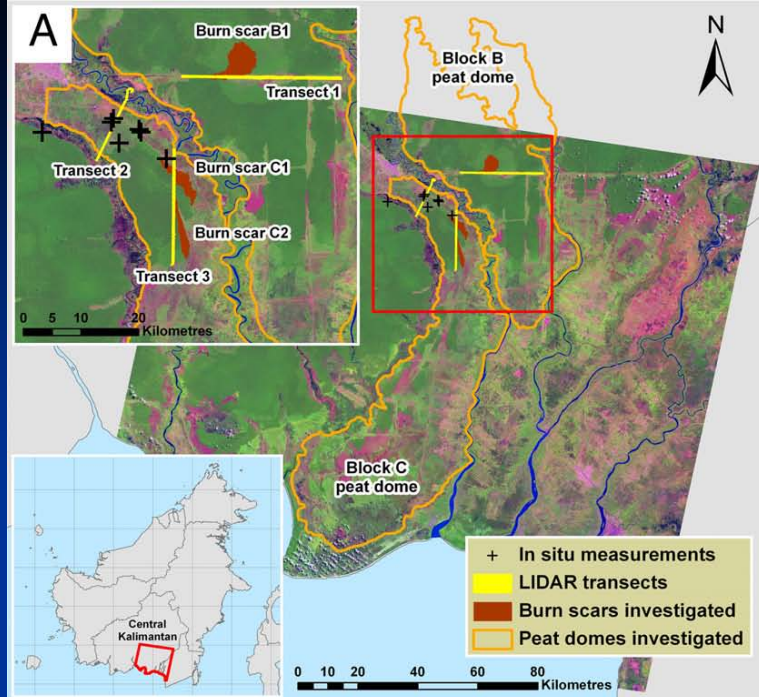 A
Burn scar B1
Transect 1
Transect 2
Burn scar C1
Burn scar C2
Transect 3
0 5 10 20
Kilometres
Block B
peat dome
N
Block C
peat dome
Central
Kalimantan
In situ measurements
LIDAR transects
Burn scars investigated
Peat domes investigated
0 20 40 60 80
Kilometres